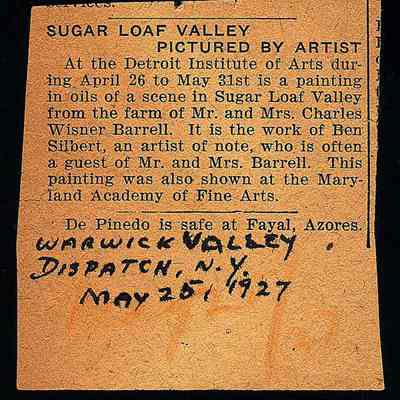 SUGAR LOAF VALLEY
PICTURED BY ARTIST
At the Detroit Institute of Arts dur-
ing April 26 to May 31st is a painting
in oils of a scene in Sugar Loaf Valley
from the farm of Mr. and Mrs. Charles
Wisner Barrell. It is the work of Ben
Silbert, an artist of note, who is often
a guest of Mr. and Mrs. Barrell. This
painting was also shown at the Mary-
land Academy of Fine Arts.
De Pinedo is safe at Fayal, Azores.
WARWICK VALLEY
DISPATCH, N.Y.
MAY 25, 1927